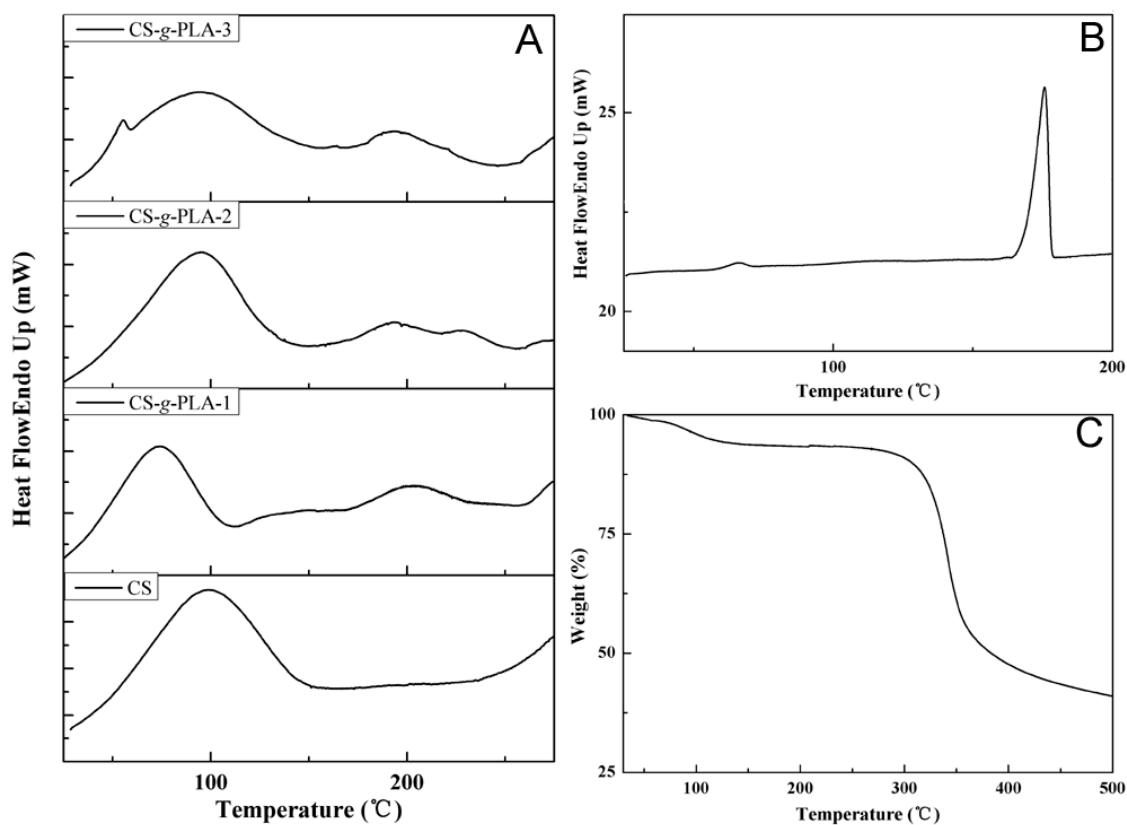 A
CS-g-PLA-3
CS-g-PLA-2
CS-g-PLA-1
CS
Heat FlowEndo Up (mW)
100
200
Temperature (℃)
B
Heat FlowEndo Up (mW)
25
20
100
200
Temperature (℃)
C
Weight (%)
100
75
50
25
100
200
300
400
500
Temperature (℃)